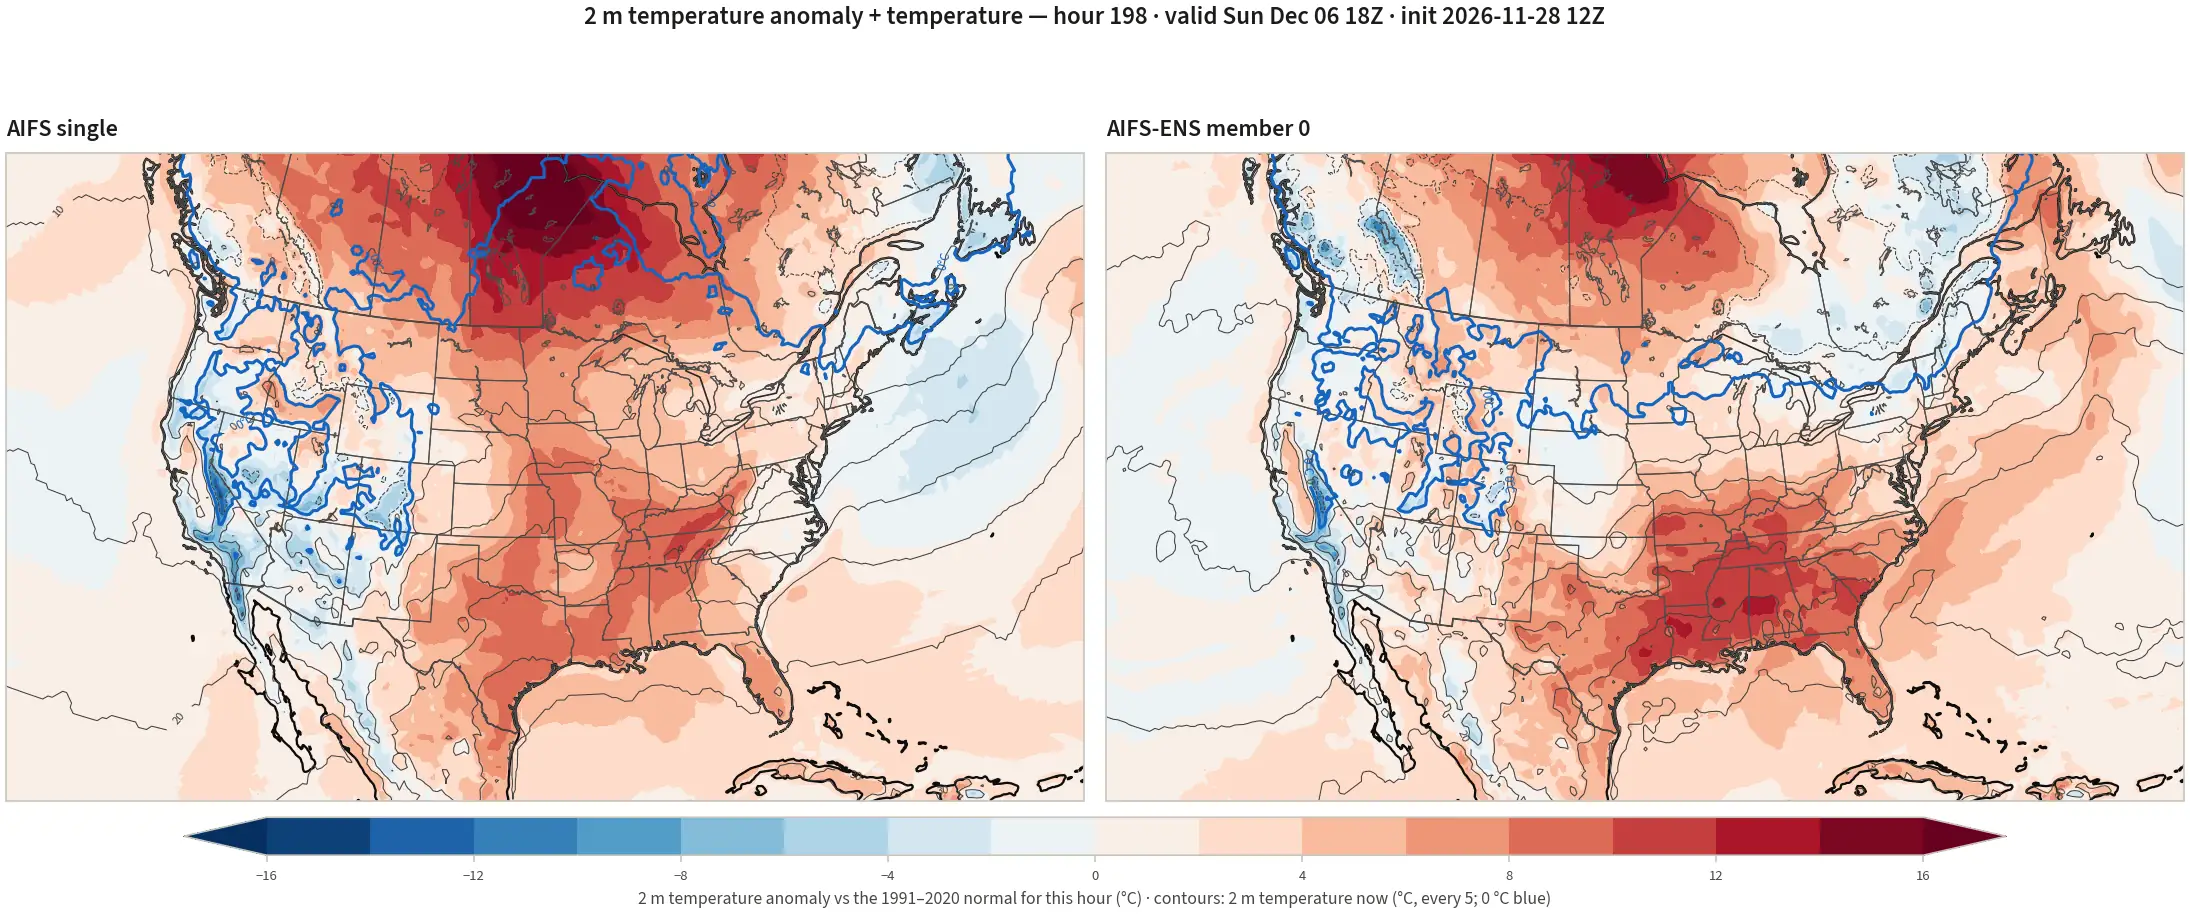 2 m temperature anomaly + temperature — hour 198 · valid Sun Dec 06 18Z · init 2026-11-28 12Z
AIFS single
AIFS-ENS member 0
10
20
−16
−12
−8
−4
0
4
8
12
16
2 m temperature anomaly vs the 1991–2020 normal for this hour (°C) · contours: 2 m temperature now (°C, every 5; 0 °C blue)